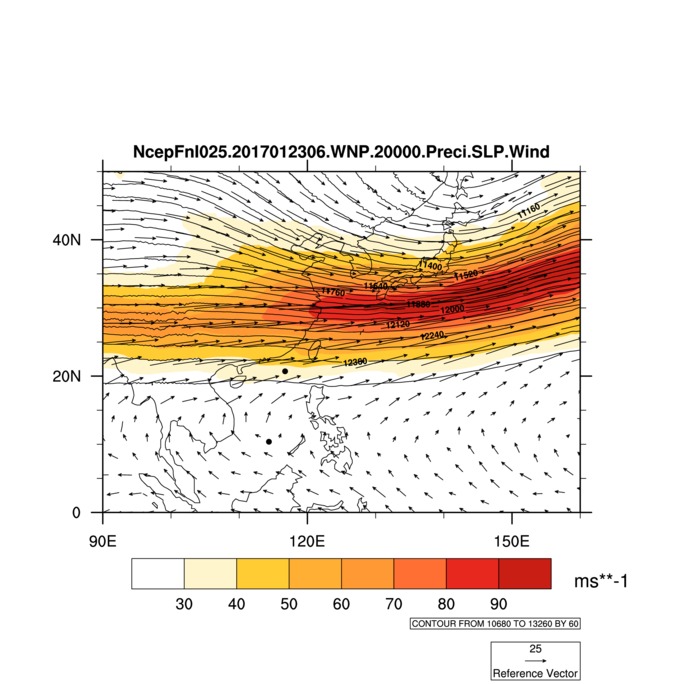 NcepFnl025.2017012306.WNP.20000.Preci.SLP.Wind
40N
20N
0
90E 120E 150E
11160
11400
11520
11640
11760
11880
12000
12120
12240
12360
30 40 50 60 70 80 90
ms**-1
CONTOUR FROM 10680 TO 13260 BY 60
25
Reference Vector